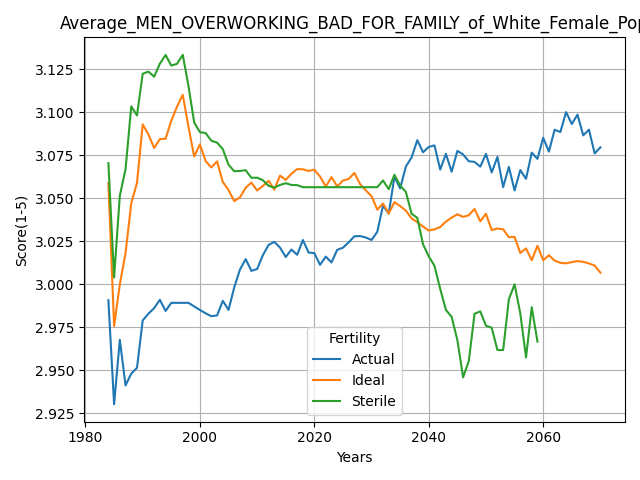 Average_MEN_OVERWORKING_BAD_FOR_FAMILY_of_White_Female_Pop
Score(1-5)
3.125
3.100
3.075
3.050
3.025
3.000
2.975
2.950
2.925
Fertility
Actual
Ideal
Sterile
1980
2000
2020
2040
2060
Years